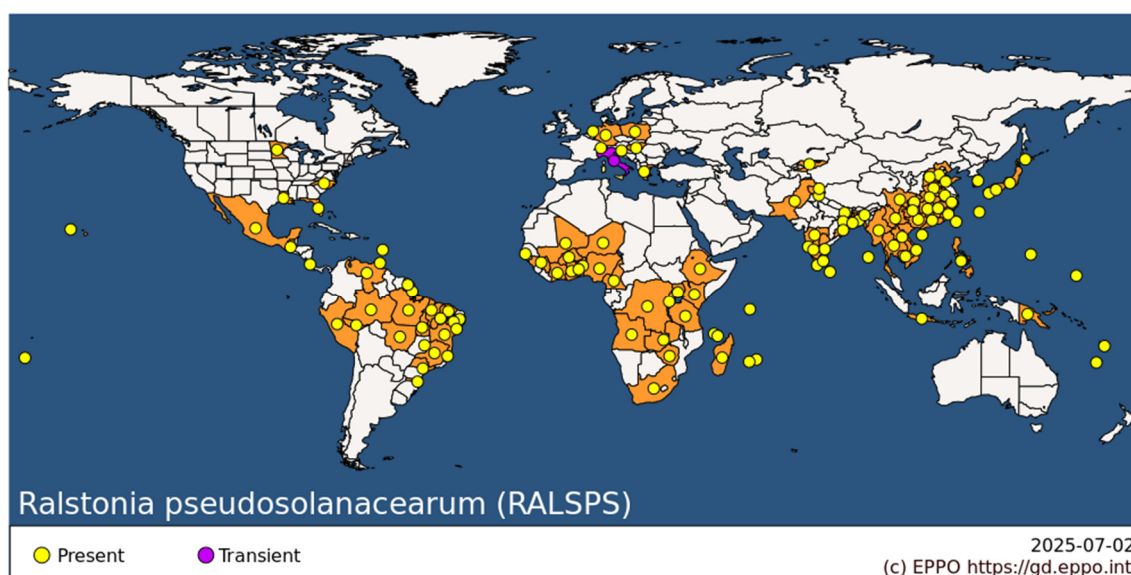 Ralstonia pseudosolanacearum (RALSPS)
Present
Transient
2025-07-02
(c) EPPO https://gd.eppo.int